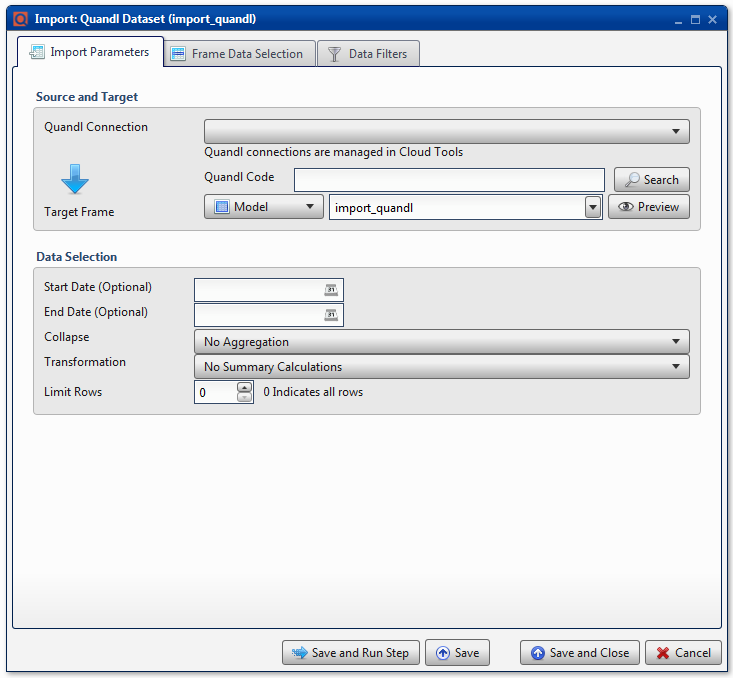 Import: Quandl Dataset (import_quandl)
Import Parameters
Frame Data Selection
Data Filters
Source and Target
Quandl Connection
Quandl connections are managed in Cloud Tools
Quandl Code
Search
Target Frame
Model
import_quandl
Preview
Data Selection
Start Date (Optional)
31
End Date (Optional)
31
Collapse
No Aggregation
Transformation
No Summary Calculations
Limit Rows
0
0 Indicates all rows
Save and Run Step
Save
Save and Close
Cancel